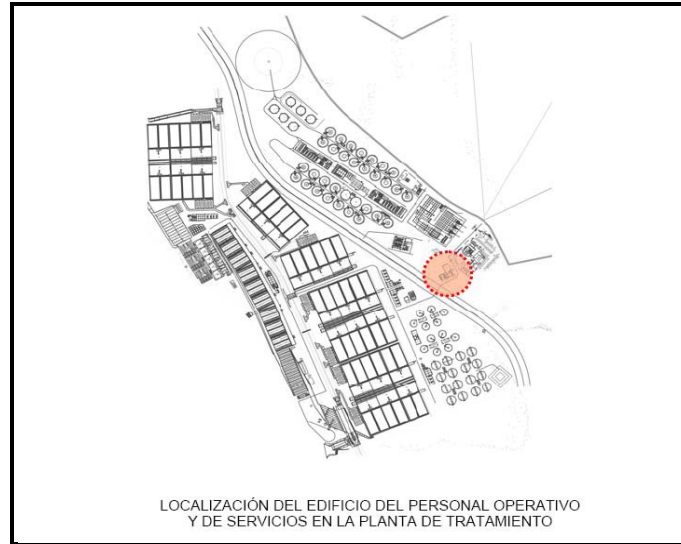 LOCALIZACIÓN DEL EDIFICIO DEL PERSONAL OPERATIVO
Y DE SERVICIOS EN LA PLANTA DE TRATAMIENTO